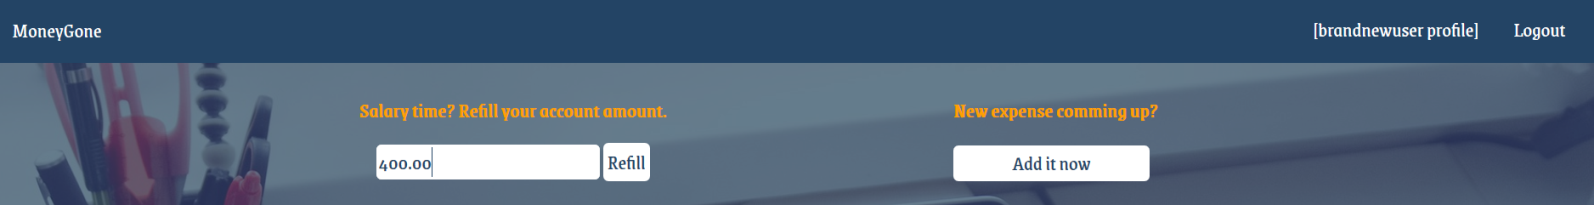 MoneyGone
[brandnewuser profile]
Logout
Salary time? Refill your account amount.
New expense comming up?
400.00
Refill
Add it now